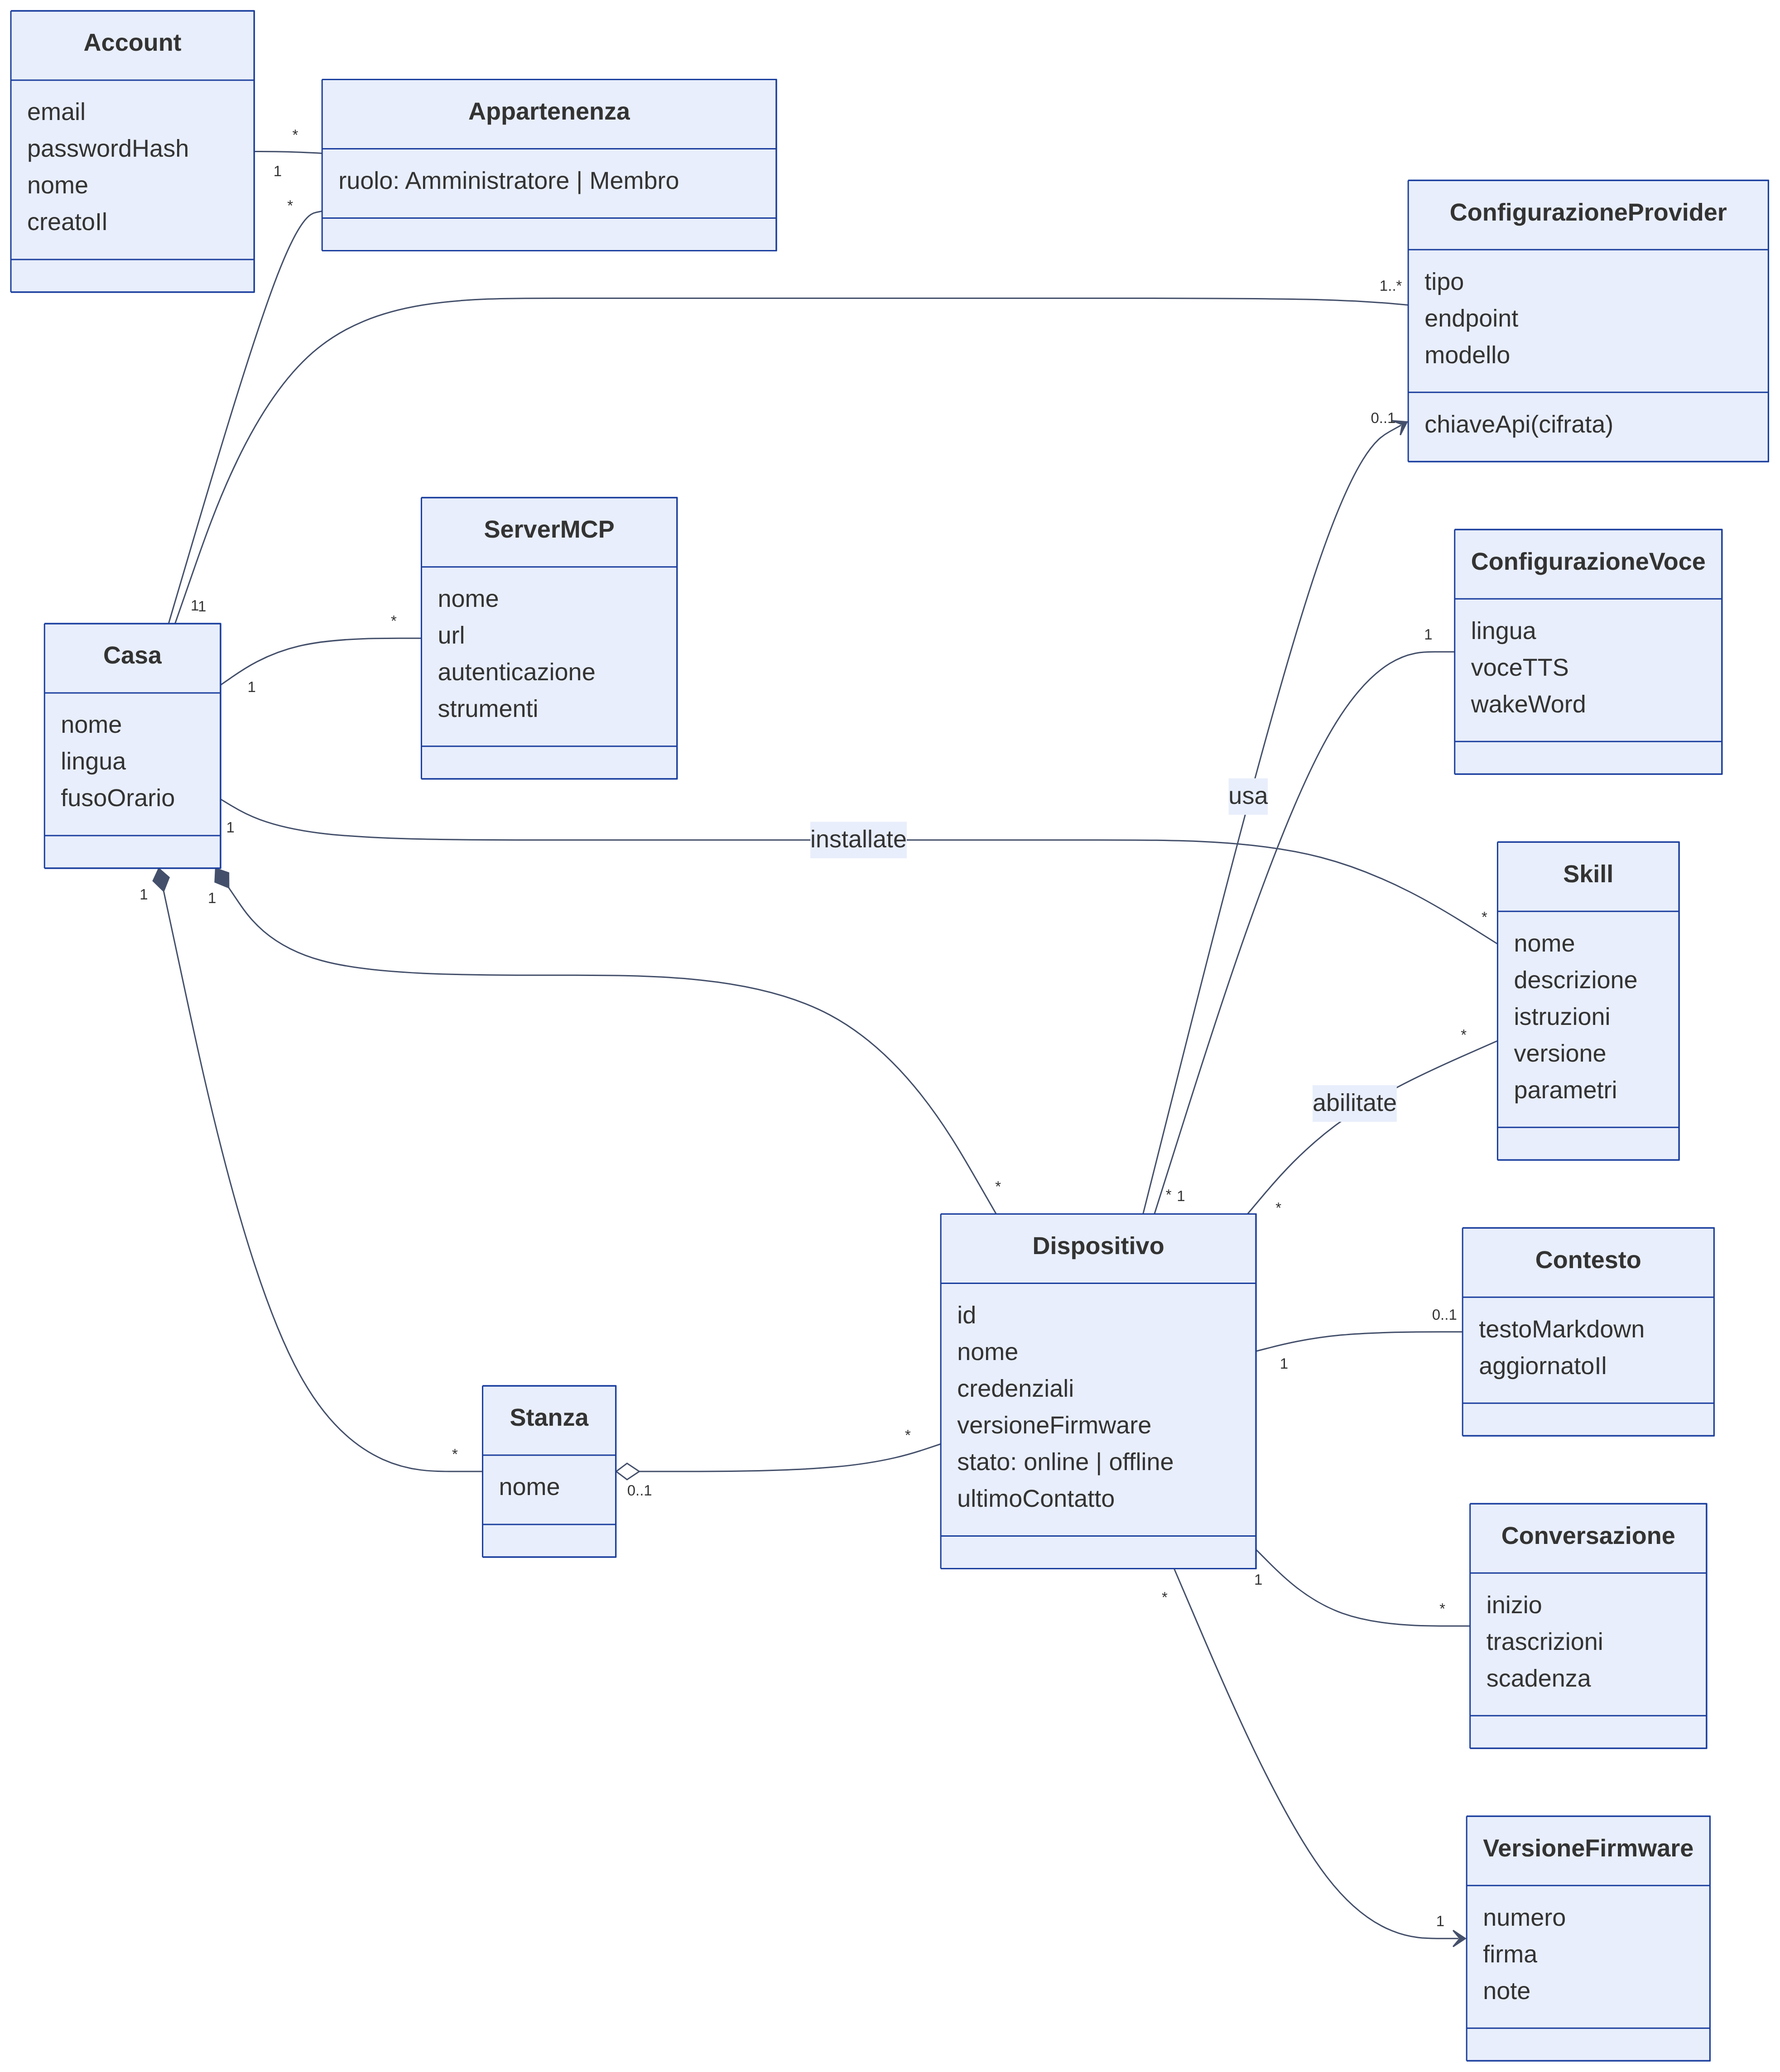 Account
email
passwordHash
nome
creatoIl
*
1
*
Appartenenza
ruolo: Amministratore | Membro
ConfigurazioneProvider
tipo
endpoint
modello
chiaveApi(cifrata)
1..*
0..1
ServerMCP
nome
url
autenticazione
strumenti
*
1
ConfigurazioneVoce
lingua
voceTTS
wakeWord
1
1
1
Casa
nome
lingua
fusoOrario
usa
installate
1
1
1
Skill
nome
descrizione
istruzioni
versione
parametri
*
*
abilitate
*
*
1
*
Dispositivo
id
nome
credenziali
versioneFirmware
stato: online | offline
ultimoContatto
Contesto
testoMarkdown
aggiornatoIl
0..1
1
Stanza
nome
*
0..1
*
Conversazione
inizio
trascrizioni
scadenza
1
*
*
VersioneFirmware
numero
firma
note
1